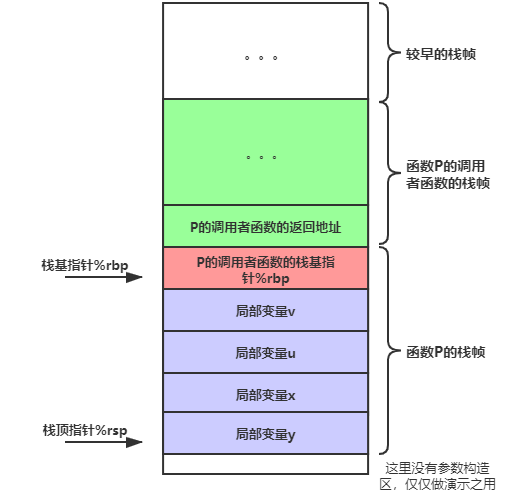 。。。
较早的栈帧
。。。
函数P的调用
者函数的栈帧
P的调用者函数的返回地址
栈基指针%rbp
P的调用者函数的栈基指
针%rbp
局部变量v
局部变量u
函数P的栈帧
局部变量x
栈顶指针%rsp
局部变量y
这里没有参数构造
区，仅仅做演示之用